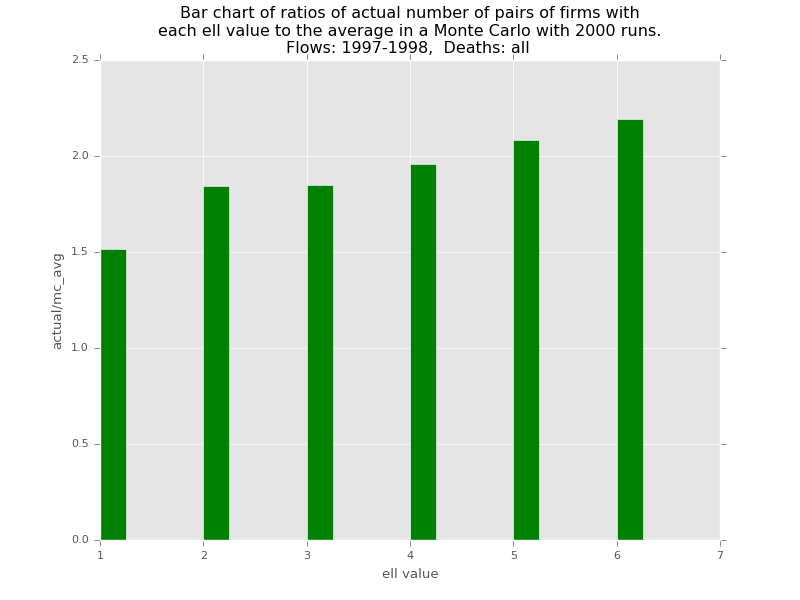 Bar chart of ratios of actual number of pairs of firms with
each ell value to the average in a Monte Carlo with 2000 runs.
Flows: 1997-1998,  Deaths: all
2.5
2.0
1.5
1.0
0.5
0.0
actual/mc_avg
1 2 3 4 5 6 7
ell value